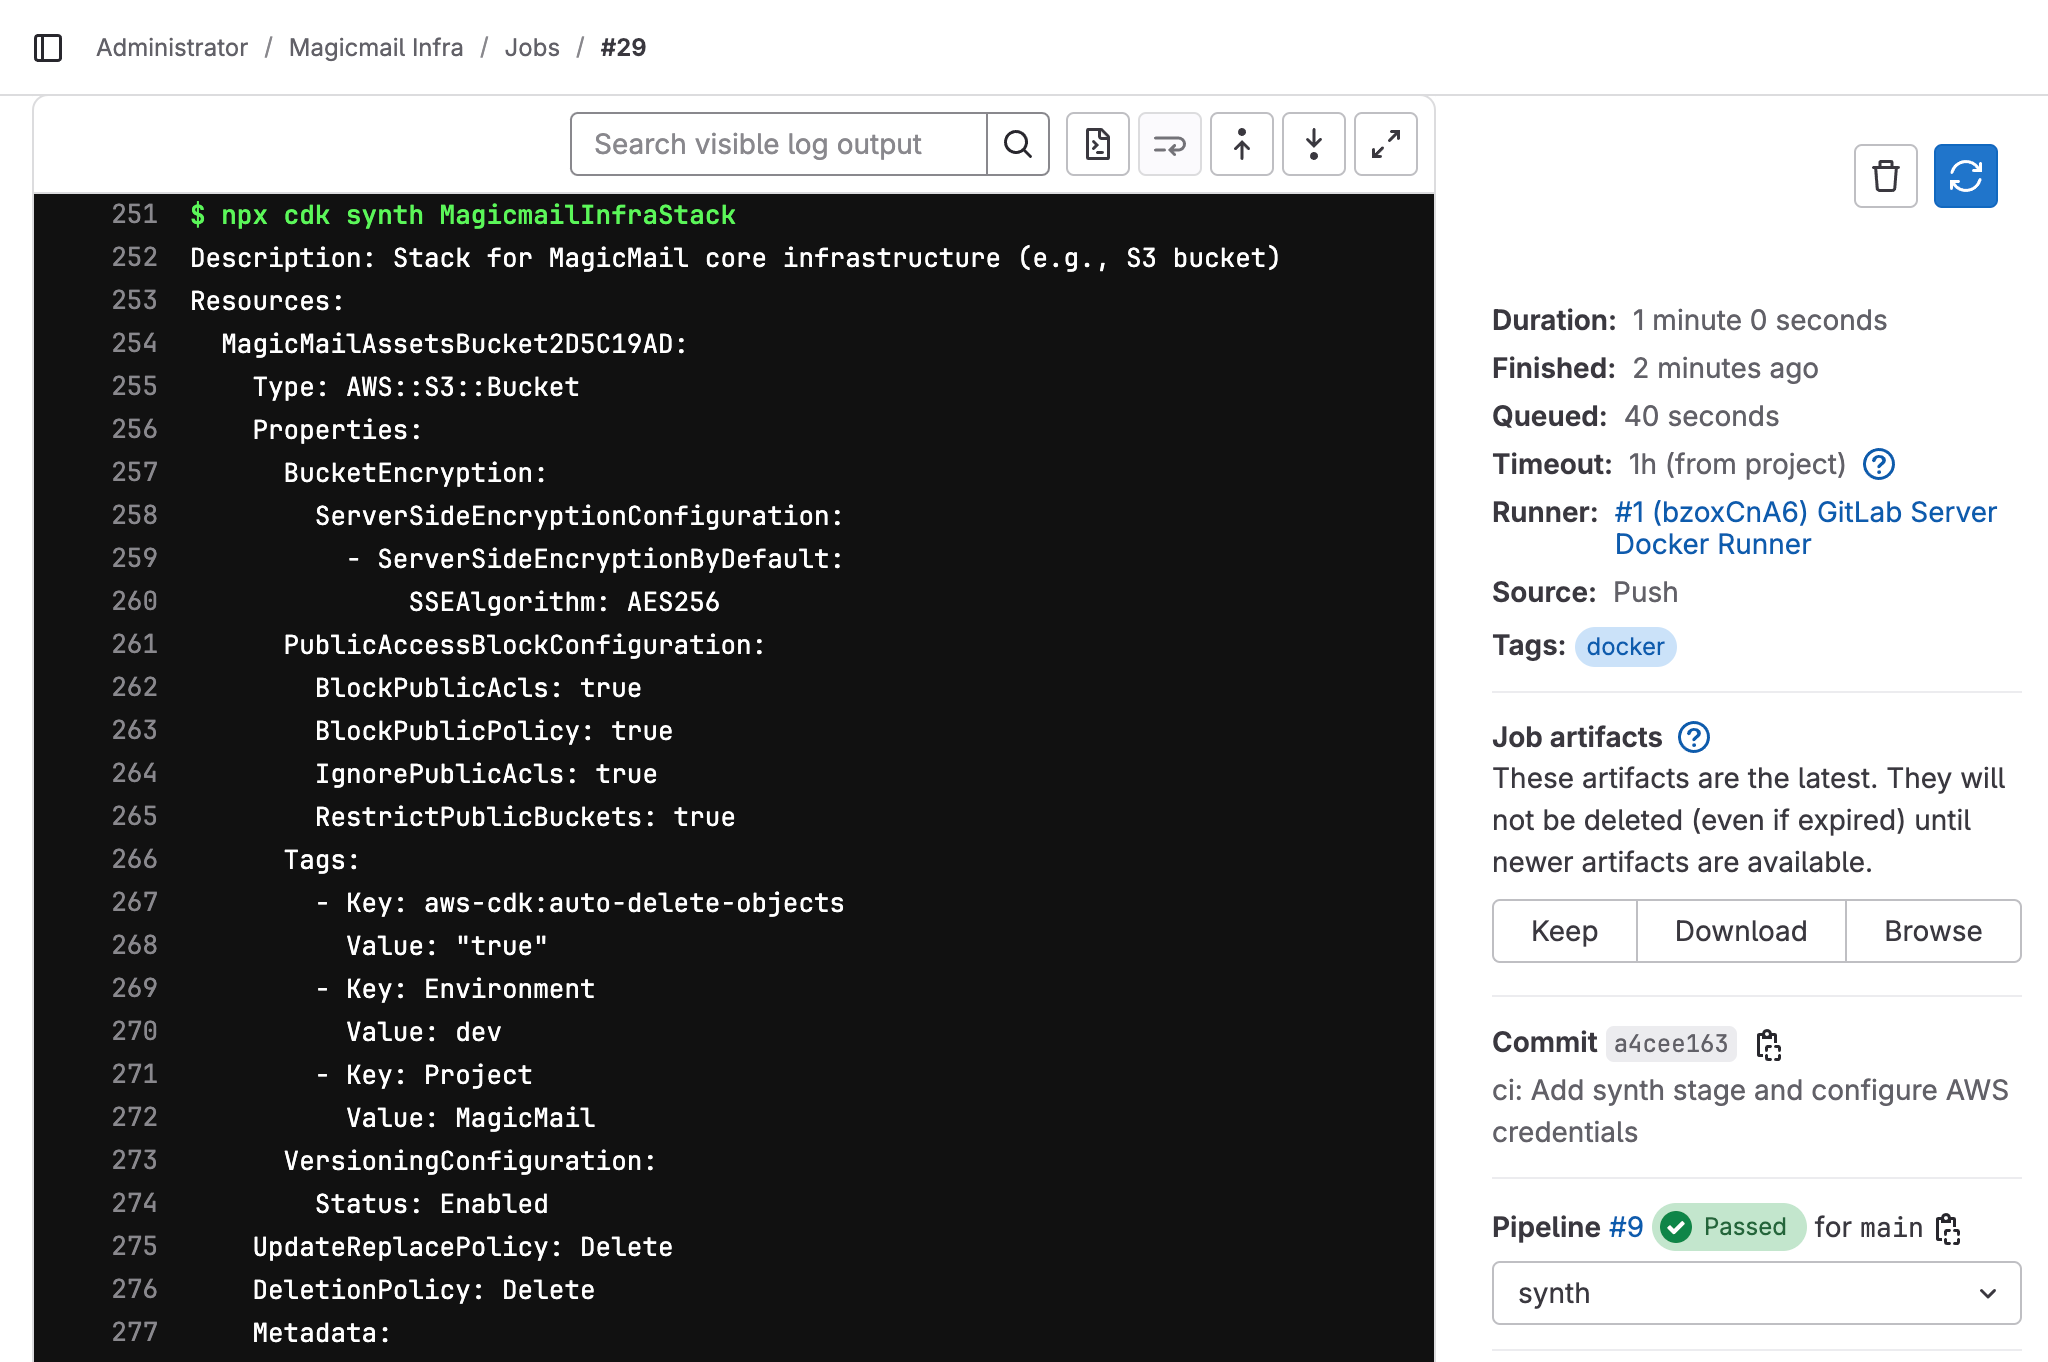 Administrator / Magicmail Infra / Jobs / #29
Search visible log output
251 $ npx cdk synth MagicmailInfraStack
252 Description: Stack for MagicMail core infrastructure (e.g., S3 bucket)
253 Resources:
254   MagicMailAssetsBucket2D5C19AD:
255     Type: AWS::S3::Bucket
256     Properties:
257       BucketEncryption:
258         ServerSideEncryptionConfiguration:
259           - ServerSideEncryptionByDefault:
260               SSEAlgorithm: AES256
261       PublicAccessBlockConfiguration:
262         BlockPublicAcls: true
263         BlockPublicPolicy: true
264         IgnorePublicAcls: true
265         RestrictPublicBuckets: true
266       Tags:
267         - Key: aws-cdk:auto-delete-objects
268           Value: "true"
269         - Key: Environment
270           Value: dev
271         - Key: Project
272           Value: MagicMail
273       VersioningConfiguration:
274         Status: Enabled
275     UpdateReplacePolicy: Delete
276     DeletionPolicy: Delete
277     Metadata:
Duration: 1 minute 0 seconds
Finished: 2 minutes ago
Queued: 40 seconds
Timeout: 1h (from project)
Runner: #1 (bzoxCnA6) GitLab Server
Docker Runner
Source: Push
Tags: docker
Job artifacts
These artifacts are the latest. They will
not be deleted (even if expired) until
newer artifacts are available.
Keep Download Browse
Commit a4cee163
ci: Add synth stage and configure AWS
credentials
Pipeline #9 Passed for main
synth